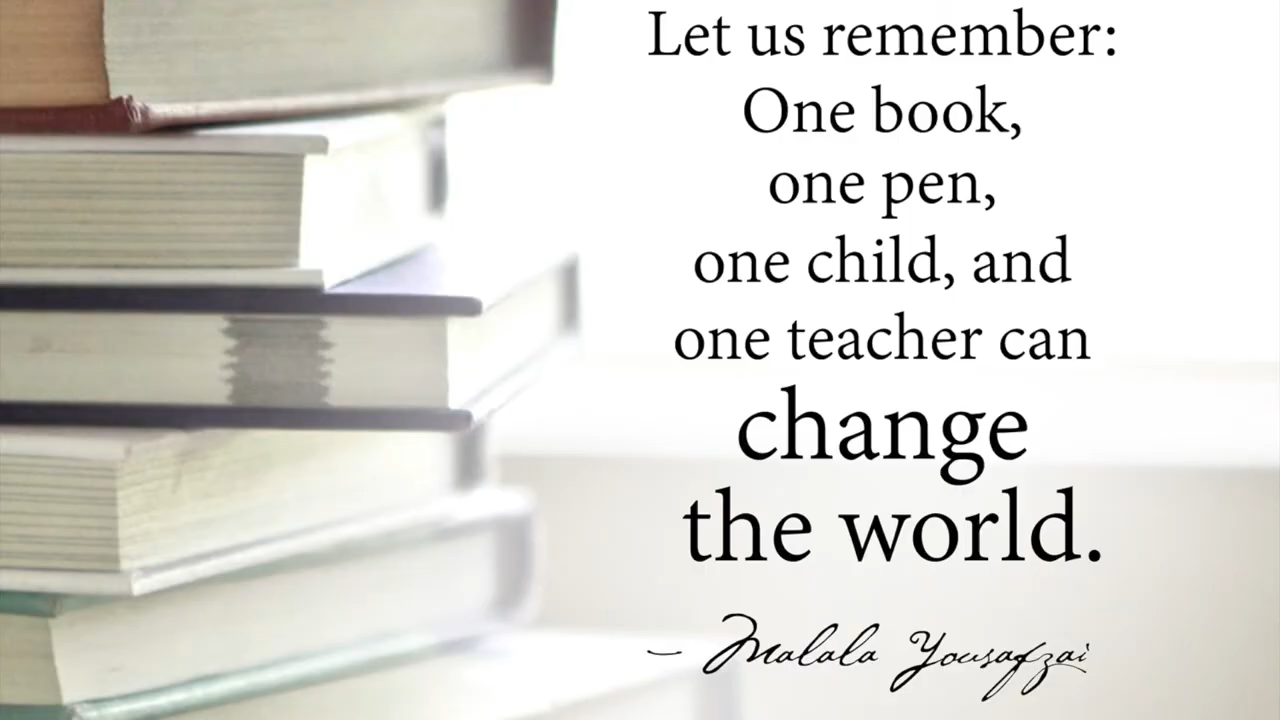 Let us remember:
One book,
one pen,
one child, and
one teacher can
change
the world.
– Malala Yousafzai